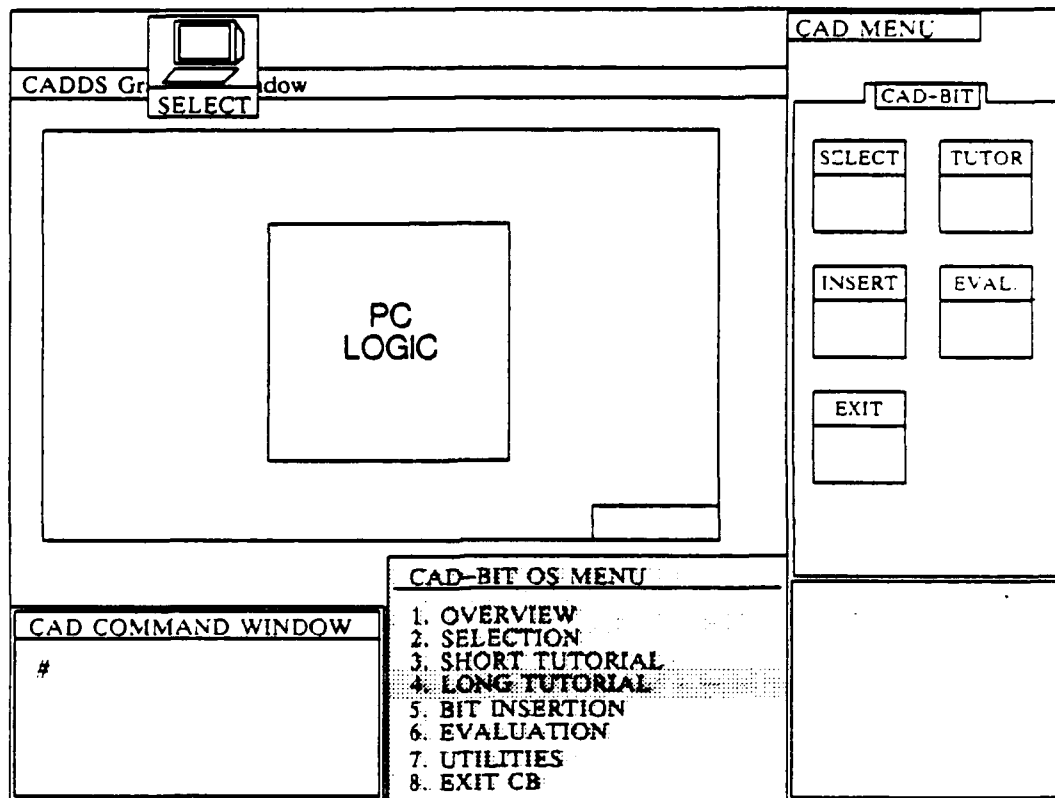 CAD MENU
CADDS Gr dow
SELECT
CAD-BIT
SELECT TUTOR
INSERT EVAL.
EXIT
PC
LOGIC
CAD-BIT OS MENU
1. OVERVIEW
2. SELECTION
3. SHORT TUTORIAL
4. LONG TUTORIAL
5. BIT INSERTION
6. EVALUATION
7. UTILITIES
8. EXIT CB
CAD COMMAND WINDOW
#